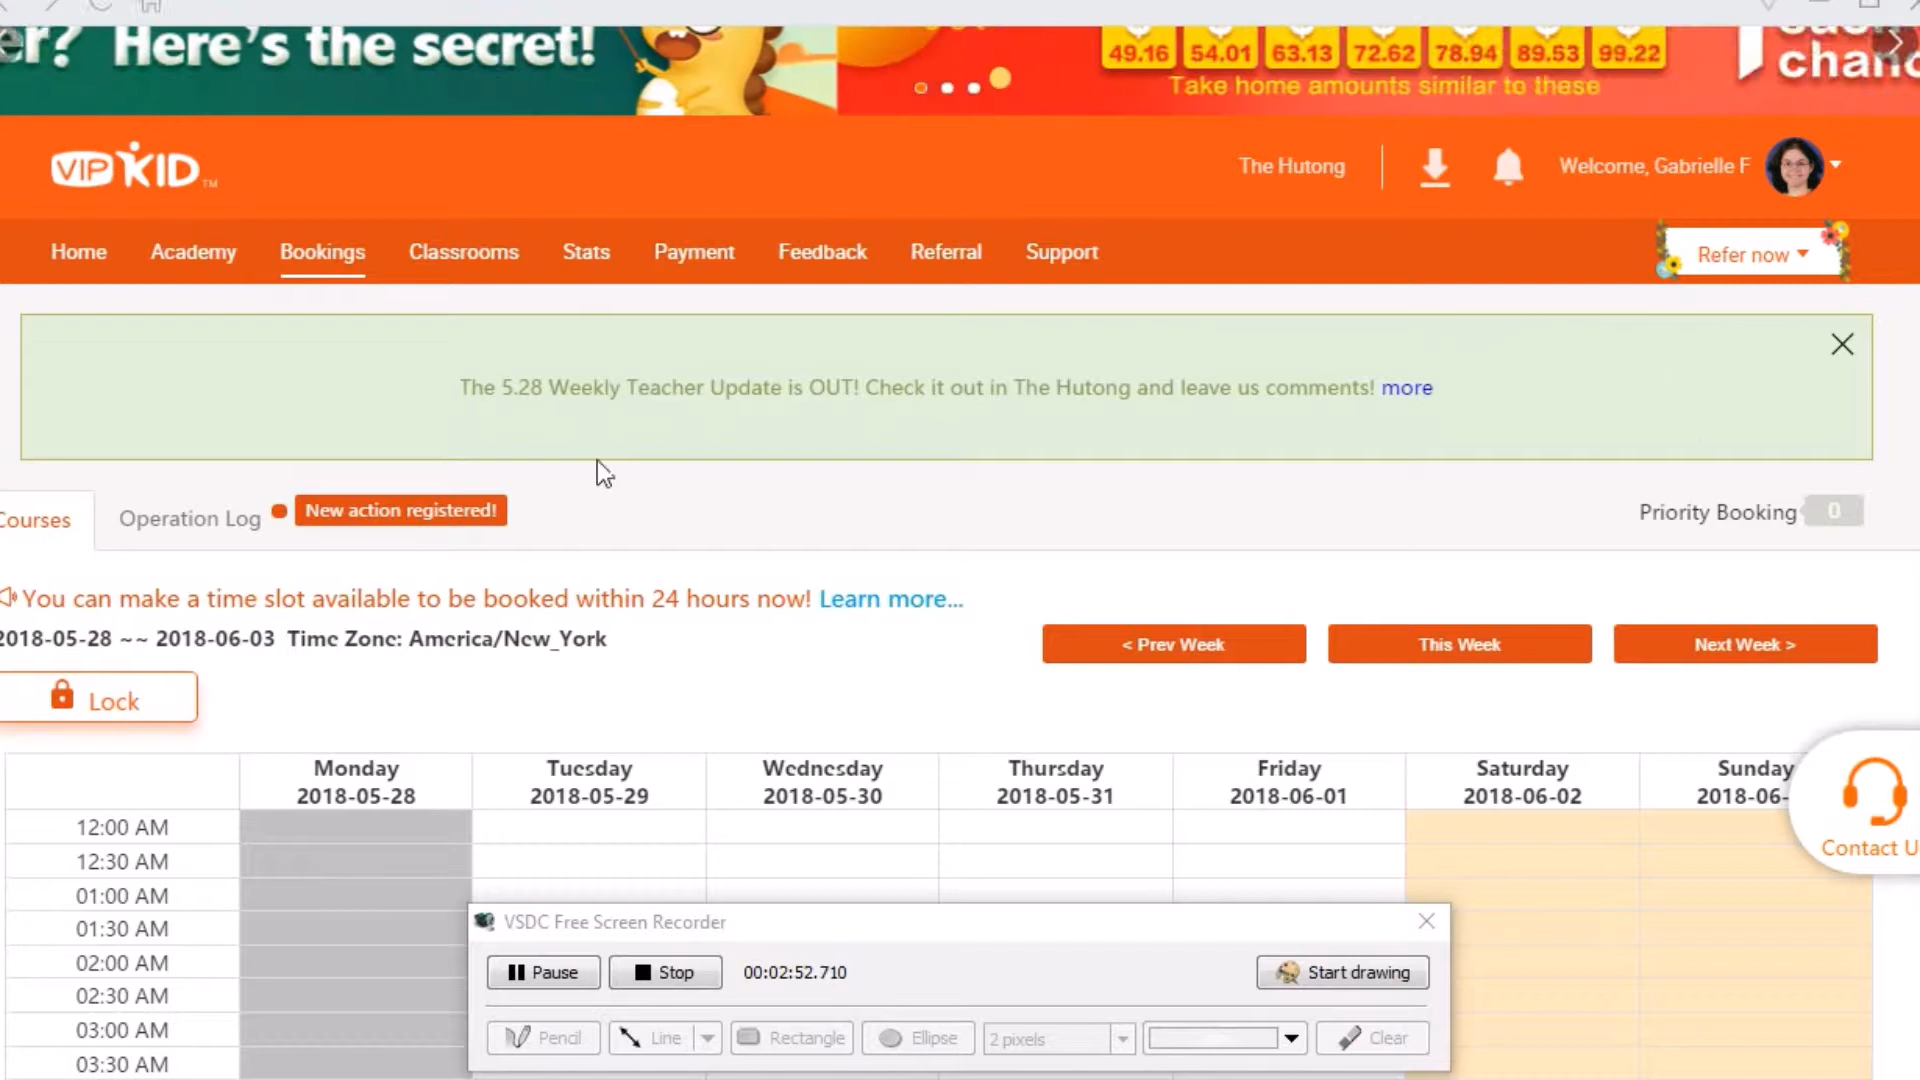 er? Here's the secret!
49.16 54.01 63.13 72.62 78.94 89.53 99.22
Take home amounts similar to these
VIPKID TM
The Hutong
Welcome, Gabrielle F
Home Academy Bookings Classrooms Stats Payment Feedback Referral Support
Refer now
The 5.28 Weekly Teacher Update is OUT! Check it out in The Hutong and leave us comments! more
Courses Operation Log New action registered! Priority Booking 0
You can make a time slot available to be booked within 24 hours now! Learn more...
2018-05-28 ~~ 2018-06-03 Time Zone: America/New_York
< Prev Week This Week Next Week >
Lock
Monday Tuesday Wednesday Thursday Friday Saturday Sunday
2018-05-28 2018-05-29 2018-05-30 2018-05-31 2018-06-01 2018-06-02 2018-06-
12:00 AM
12:30 AM
01:00 AM
01:30 AM
02:00 AM
02:30 AM
03:00 AM
03:30 AM
Contact U
VSDC Free Screen Recorder
Pause Stop 00:02:52.710 Start drawing
Pencil Line Rectangle Ellipse 2 pixels Clear